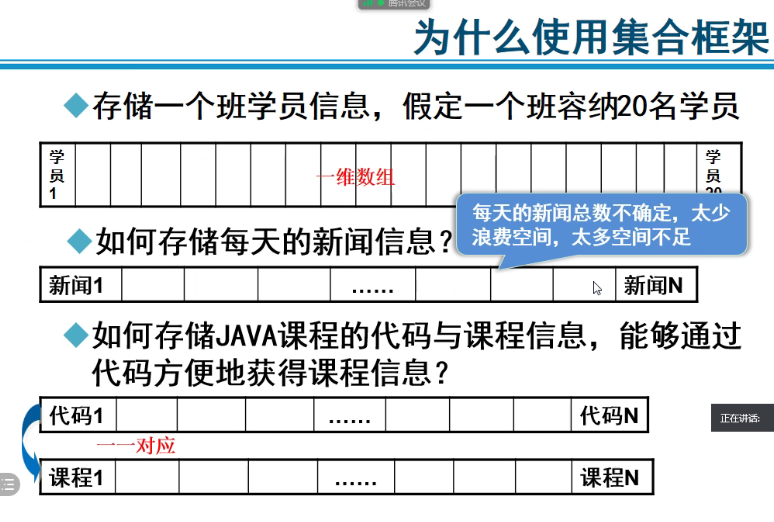 腾讯会议
为什么使用集合框架
存储一个班学员信息，假定一个班容纳20名学员
学员1
一维数组
学员20
每天的新闻总数不确定，太少
浪费空间，太多空间不足
如何存储每天的新闻信息？
新闻1 …… 新闻N
如何存储JAVA课程的代码与课程信息，能够通过
代码方便地获得课程信息？
代码1 …… 代码N
正在讲话:
一一对应
课程1 …… 课程N